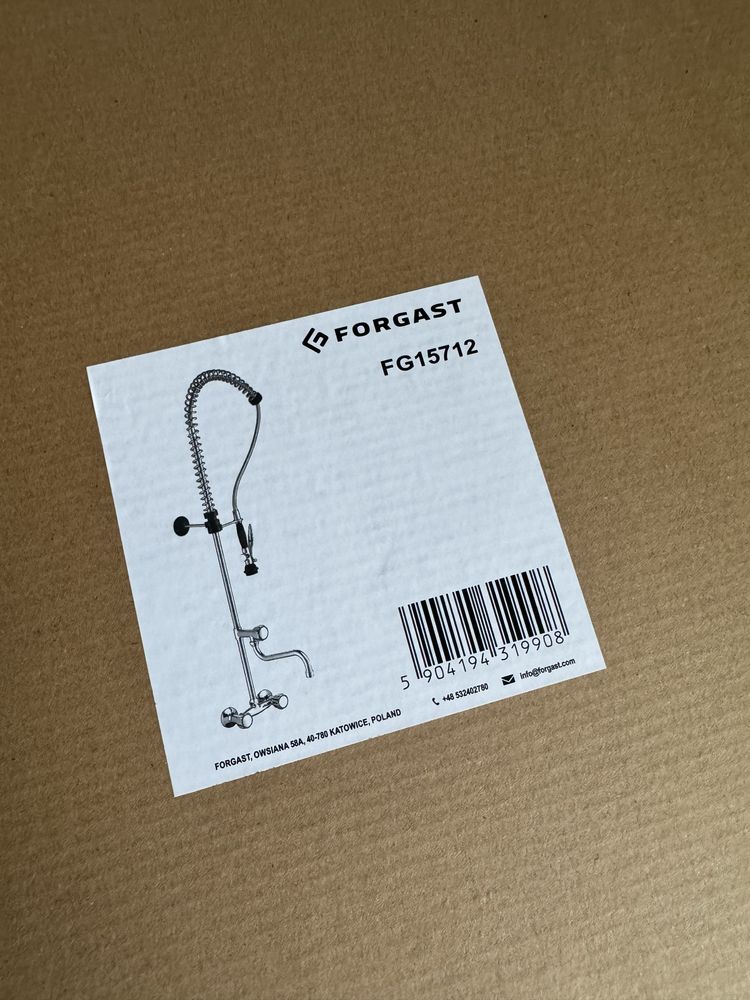 FORGAST
FG15712
5 904194 319908
+48 532402780 info@forgast.com
FORGAST, OWSIANA 58A, 40-780 KATOWICE, POLAND